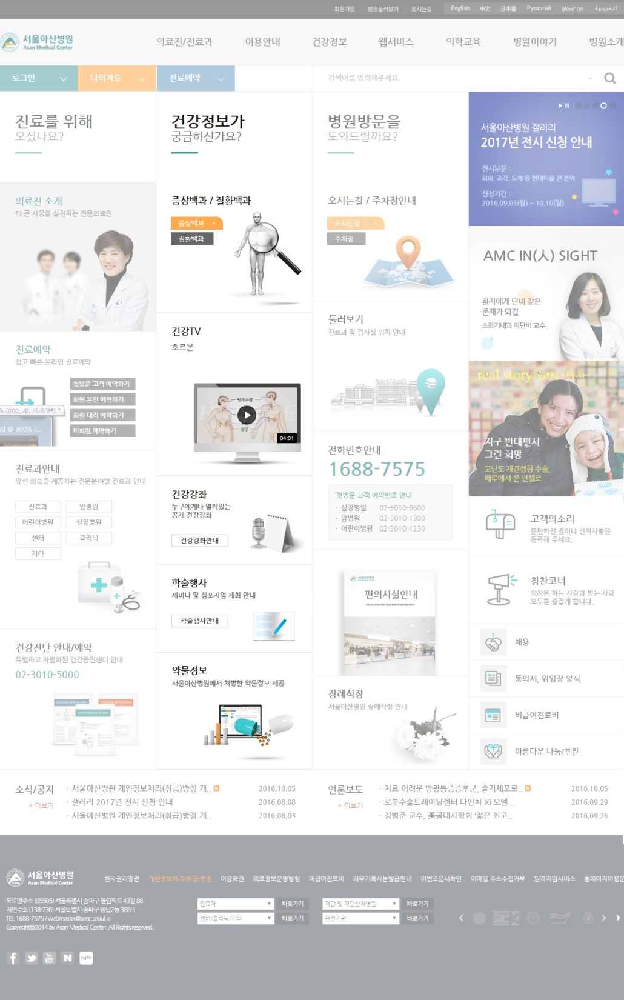 회원가입 병원둘러보기 오시는길 English 中文 日本語 Русский Монгол العربية
서울아산병원
Asan Medical Center
의료진/진료과 이용안내 건강정보 웹서비스 의학교육 병원이야기 병원소개
로그인 나의차트 진료예약 검색어를 입력해주세요.
진료를 위해
오셨나요?
의료진 소개
더 큰 사랑을 실천하는 전문의료진
진료예약
쉽고 빠른 온라인 진료예약
첫방문 고객 예약하기
회원 본인 예약하기
회원 대리 예약하기
비회원 예약하기
% (pop_up, RGB/8#) *
sd @ 300% (..
진료과안내
앞선 의술을 제공하는 전문분야별 진료과 안내
진료과 암병원
어린이병원 심장병원
센터 클리닉
기타
건강진단 안내/예약
특별하고 차별화된 건강증진센터 안내
02-3010-5000
건강정보가
궁금하신가요?
증상백과 / 질환백과
증상백과
질환백과
건강TV
호르몬
뇌하수체
췌장
04:01
건강강좌
누구에게나 열려있는
공개 건강강좌
건강강좌안내
학술행사
세미나 및 심포지엄 개최 안내
학술행사안내
약물정보
서울아산병원에서 처방한 약물정보 제공
병원방문을
도와드릴까요?
오시는길 / 주차장안내
오시는길
주차장
둘러보기
진료과 및 검사실 위치 안내
전화번호안내
1688-7575
첫방문 고객 예약번호 안내
· 심장병원 02-3010-0600
· 암병원 02-3010-1300
· 어린이병원 02-3010-1230
서울아산병원
편의시설안내
장례식장
서울아산병원 장례식장 안내
서울아산병원 갤러리
2017년 전시 신청 안내
전시부문 :
회화, 조각, 도예 등 현대미술 전 분야
신청기간 :
2016.09.05(월) ~ 10.10(월)
AMC IN(人) SIGHT
환자에게 단비 같은
존재가 되길
소화기내과 이단비 교수
real story
지구 반대편서
그린 희망
고난도 재건성형 수술,
페루에서 온 안셀로
고객의소리
불편하신 점이나 건의사항을
등록해 주세요.
칭찬코너
칭찬은 하는 사람과 받는 사람
모두를 즐겁게 합니다.
채용
동의서, 위임장 양식
비급여진료비
아름다운 나눔/후원
소식/공지
+ 더보기
· 서울아산병원 개인정보처리(취급)방침 개.. N 2016.10.05
· 갤러리 2017년 전시 신청 안내 2016.08.08
· 서울아산병원 개인정보처리(취급)방침 개.. 2016.08.03
언론보도
+ 더보기
· 치료 어려운 방광통증증후군, 줄기세포로.. N 2016.10.05
· 로봇수술트레이닝센터 다빈치 Xi 모델 .. 2016.09.29
· 김범준 교수, 美골대사학회 '젊은 최고.. 2016.09.26
서울아산병원
Asan Medical Center
환자권리장전 개인정보처리(취급)방침 이용약관 의료정보운영방침 비급여진료비 의무기록사본발급안내 위변조문서확인 이메일 주소수집거부 원격지원서비스 홈페이지이용문
도로명주소 (05505) 서울특별시 송파구 올림픽로 43길 88
지번주소 (138-736) 서울특별시 송파구 풍납2동 388-1
TEL 1688-7575 / webmaster@amc.seoul.kr
Copyright@2014 by Asan Medical Center. All Rights reserved.
진료과 바로가기 재단 및 재단산하병원 바로가기
센터/클리닉/기타 바로가기 관련기관 바로가기